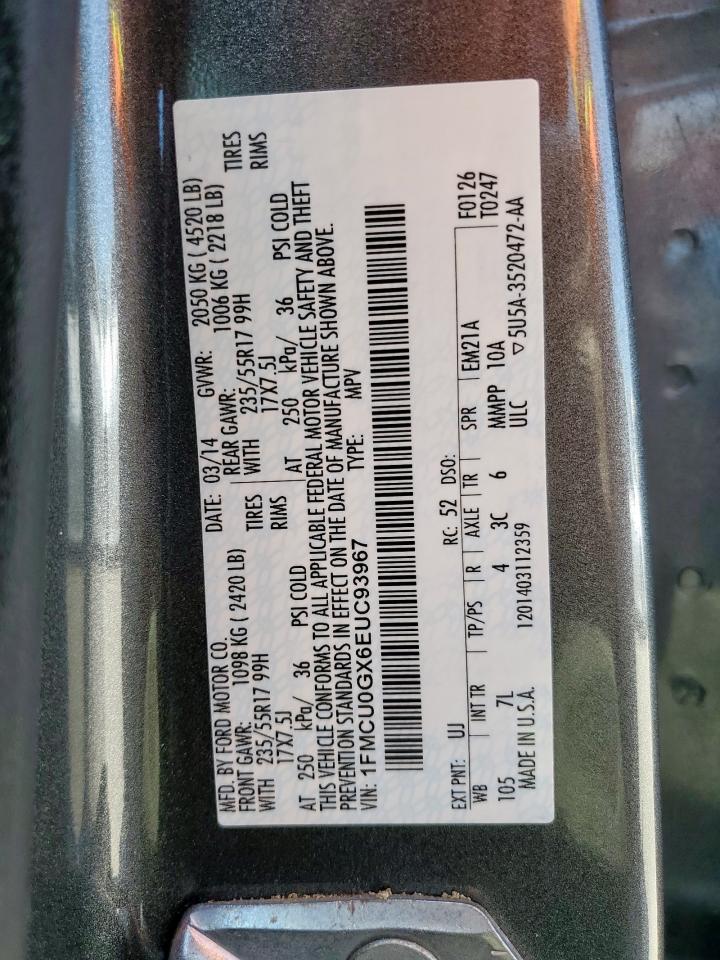 MFD. BY FORD MOTOR CO.
DATE: 03/14 GVWR: 2050 KG ( 4520 LB)
FRONT GAWR: 1098 KG ( 2420 LB) REAR GAWR: 1006 KG ( 2218 LB)
WITH 235/55R17 99H TIRES WITH 235/55R17 99H TIRES
17X7.5J RIMS 17X7.5J RIMS
AT 250 kPa/ 36 PSI COLD AT 250 kPa/ 36 PSI COLD
THIS VEHICLE CONFORMS TO ALL APPLICABLE FEDERAL MOTOR VEHICLE SAFETY AND THEFT
PREVENTION STANDARDS IN EFFECT ON THE DATE OF MANUFACTURE SHOWN ABOVE.
VIN: 1FMCU0GX6EUC93967 TYPE: MPV
EXT PNT: UJ RC: 52 DSO: F0126
WB INT TR TP/PS R AXLE TR SPR EM21A T0247
105 7L 4 3C 6 MMPP 10A
MADE IN U.S.A. 1201403112359 ULC ▽5U5A-3520472-AA